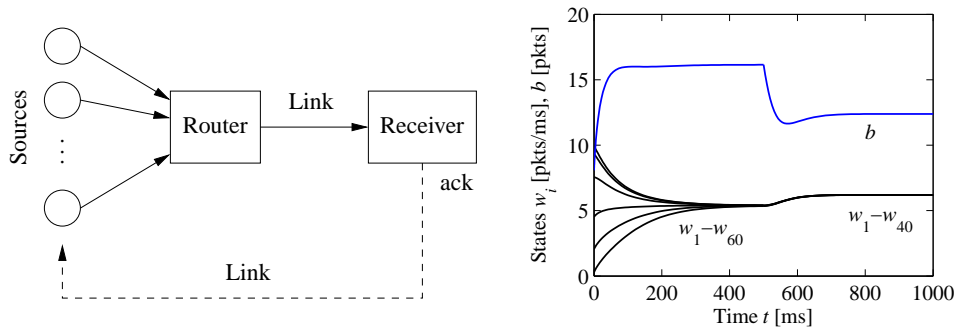 Sources
...
Router
Link
Receiver
ack
Link
States w_i [pkts/ms], b [pkts]
20
15
10
5
0
b
w_1–w_60
w_1–w_40
0 200 400 600 800 1000
Time t [ms]